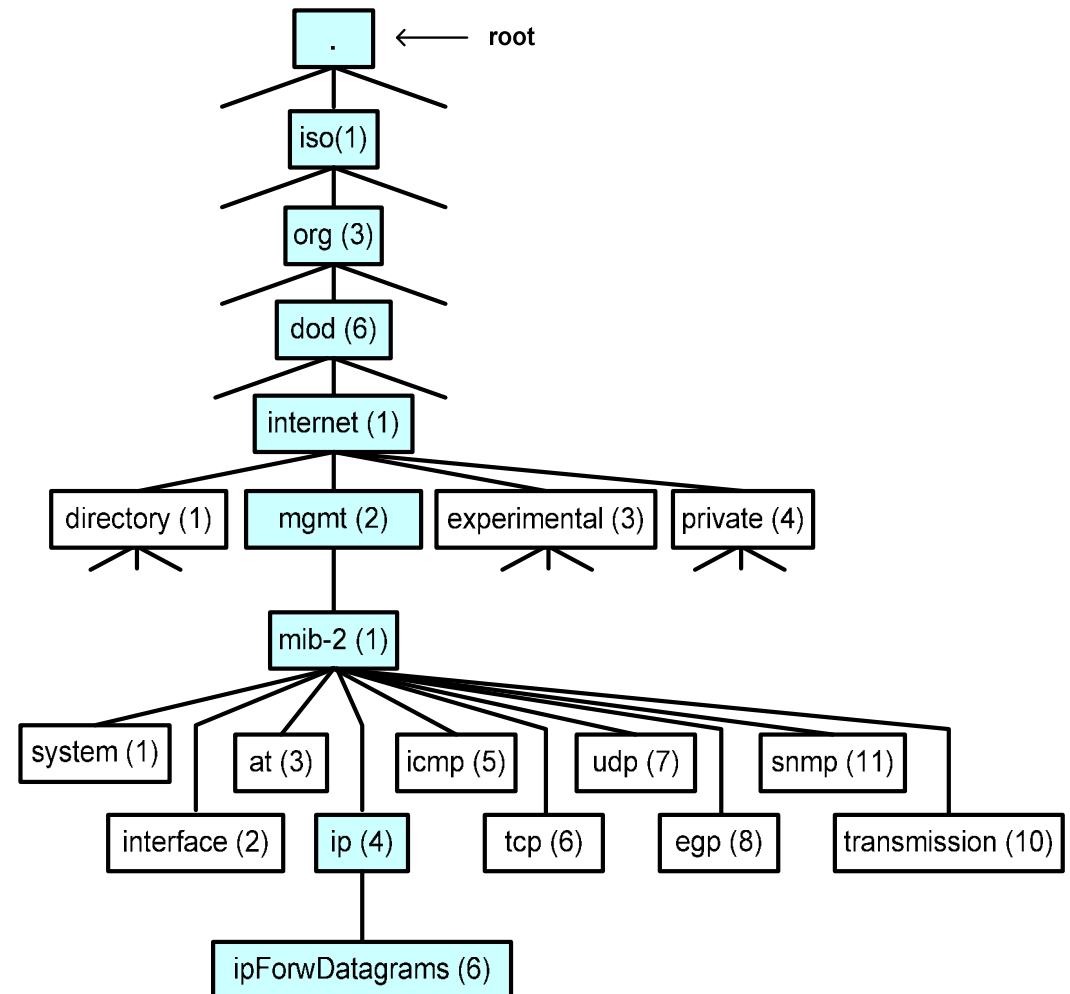 .
root
iso(1)
org (3)
dod (6)
internet (1)
directory (1)
mgmt (2)
experimental (3)
private (4)
mib-2 (1)
system (1)
at (3)
icmp (5)
udp (7)
snmp (11)
interface (2)
ip (4)
tcp (6)
egp (8)
transmission (10)
ipForwDatagrams (6)